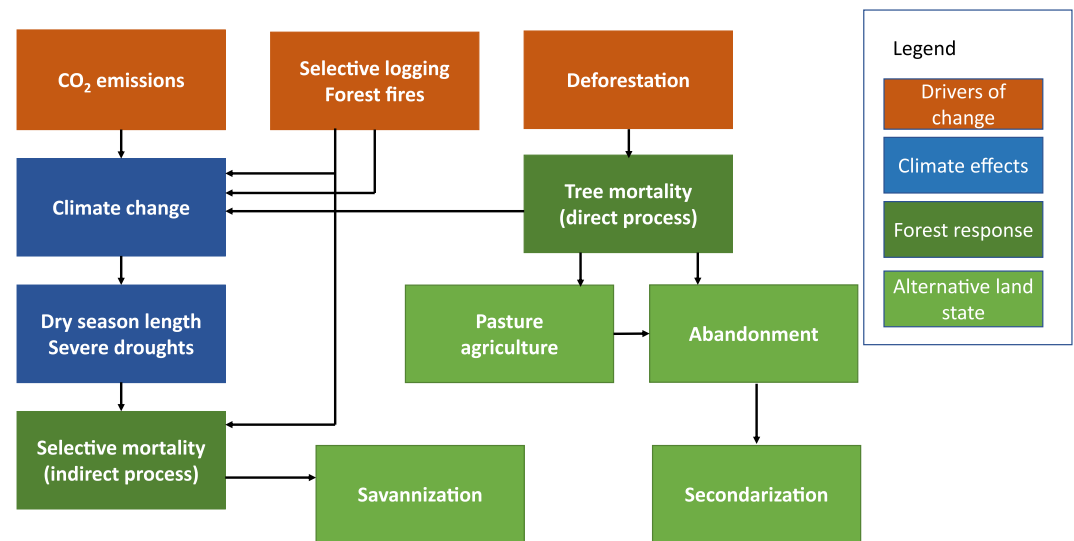 CO₂ emissions
Selective logging
Forest fires
Deforestation
Legend
Drivers of
change
Climate effects
Forest response
Alternative land
state
Climate change
Tree mortality
(direct process)
Dry season length
Severe droughts
Pasture
agriculture
Abandonment
Selective mortality
(indirect process)
Savannization
Secondarization